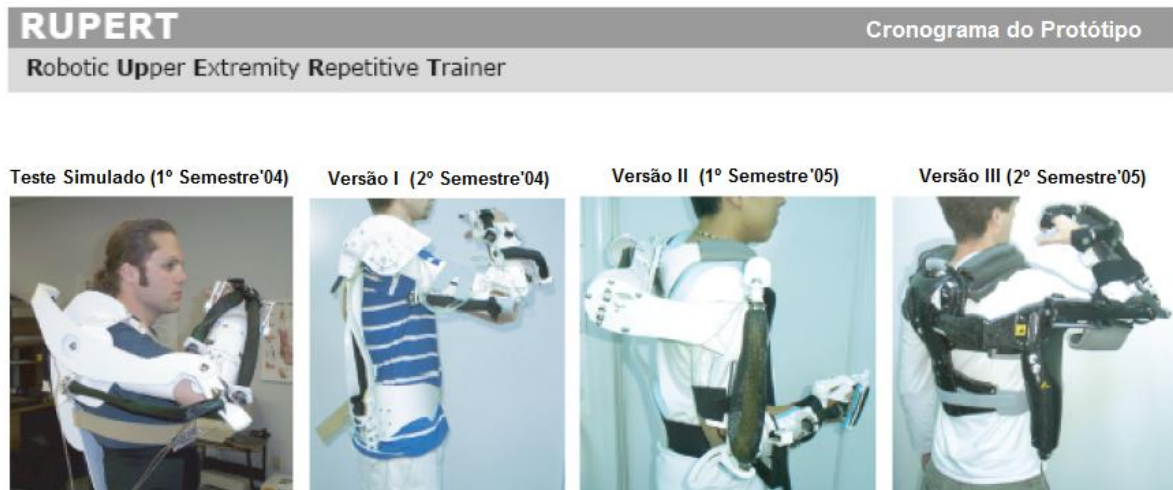 RUPERT
Cronograma do Protótipo
Robotic Upper Extremity Repetitive Trainer
Teste Simulado (1º Semestre'04)
Versão I (2º Semestre'04)
Versão II (1º Semestre'05)
Versão III (2º Semestre'05)